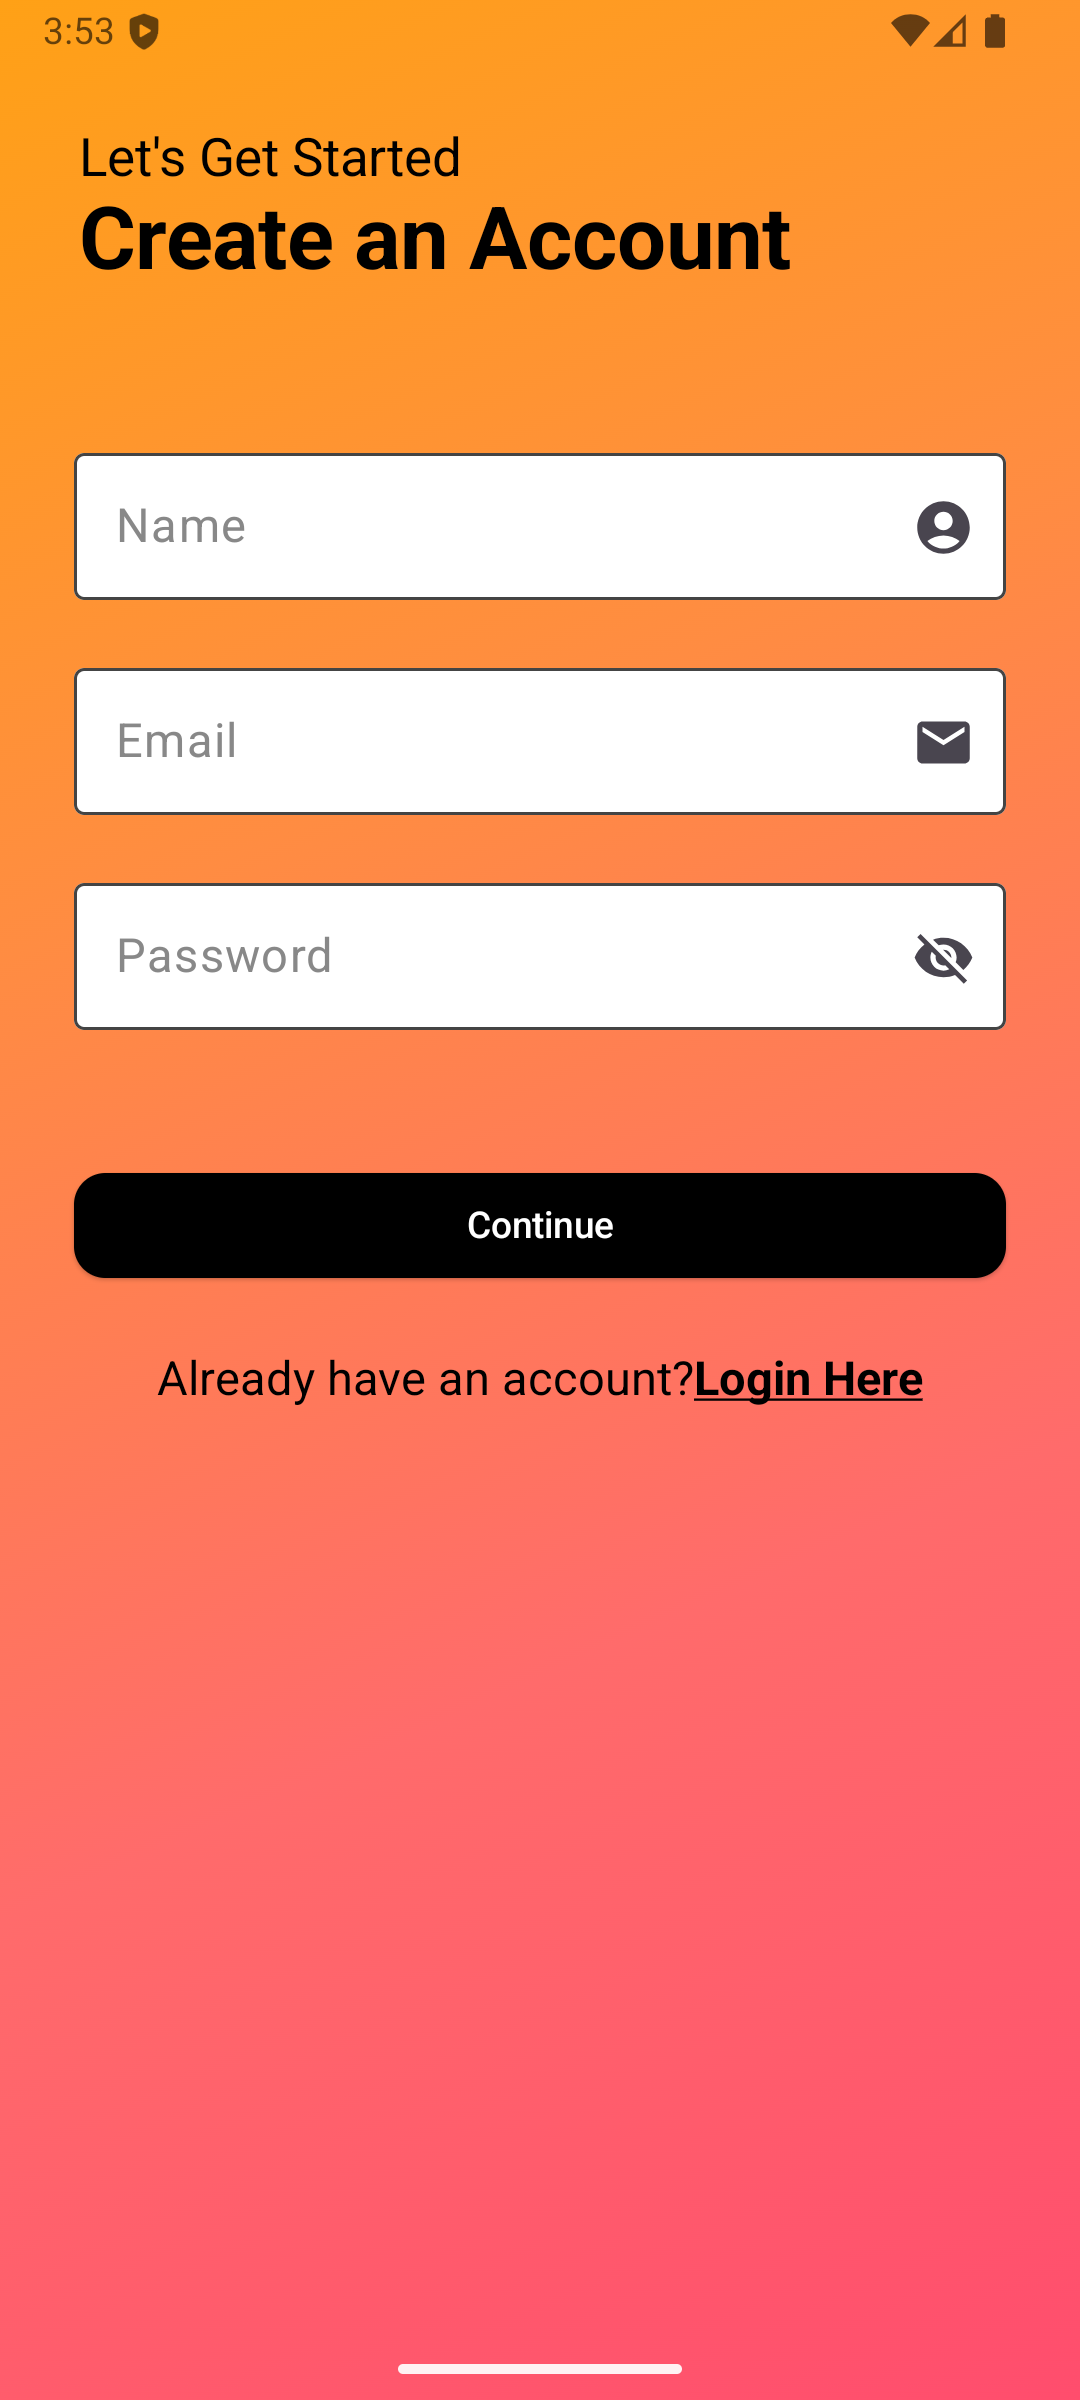 3:53
Let's Get Started
Create an Account
Name
Email
Password
Continue
Already have an account?Login Here